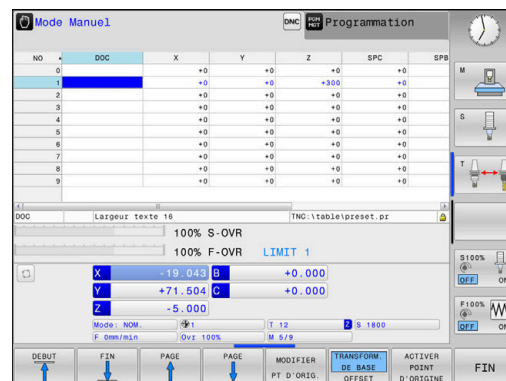 Mode Manuel
DNC
PGM
MGT
Programmation
NO DOC X Y Z SPC SPB
0 +0 +0 +0 +0
1 +0 +0 +300 +0
2 +0 +0 +0 +0
3 +0 +0 +0 +0
4 +0 +0 +0 +0
5 +0 +0 +0 +0
6 +0 +0 +0 +0
7 +0 +0 +0 +0
8 +0 +0 +0 +0
9 +0 +0 +0 +0
DOC Largeur texte 16 TNC:\table\preset.pr
100% S-OVR
100% F-OVR LIMIT 1
X -19.043 B +0.000
Y +71.504 C +0.000
Z -5.000
Mode: NOM. 1 T 12 Z S 1800
F 0mm/min Ovr 100% M 5/9
M
S
T
S100%
OFF ON
F100%
OFF ON
DEBUT
FIN
PAGE
PAGE
MODIFIER
PT D'ORIG.
TRANSFORM.
DE BASE
OFFSET
ACTIVER
POINT
D'ORIGINE
FIN